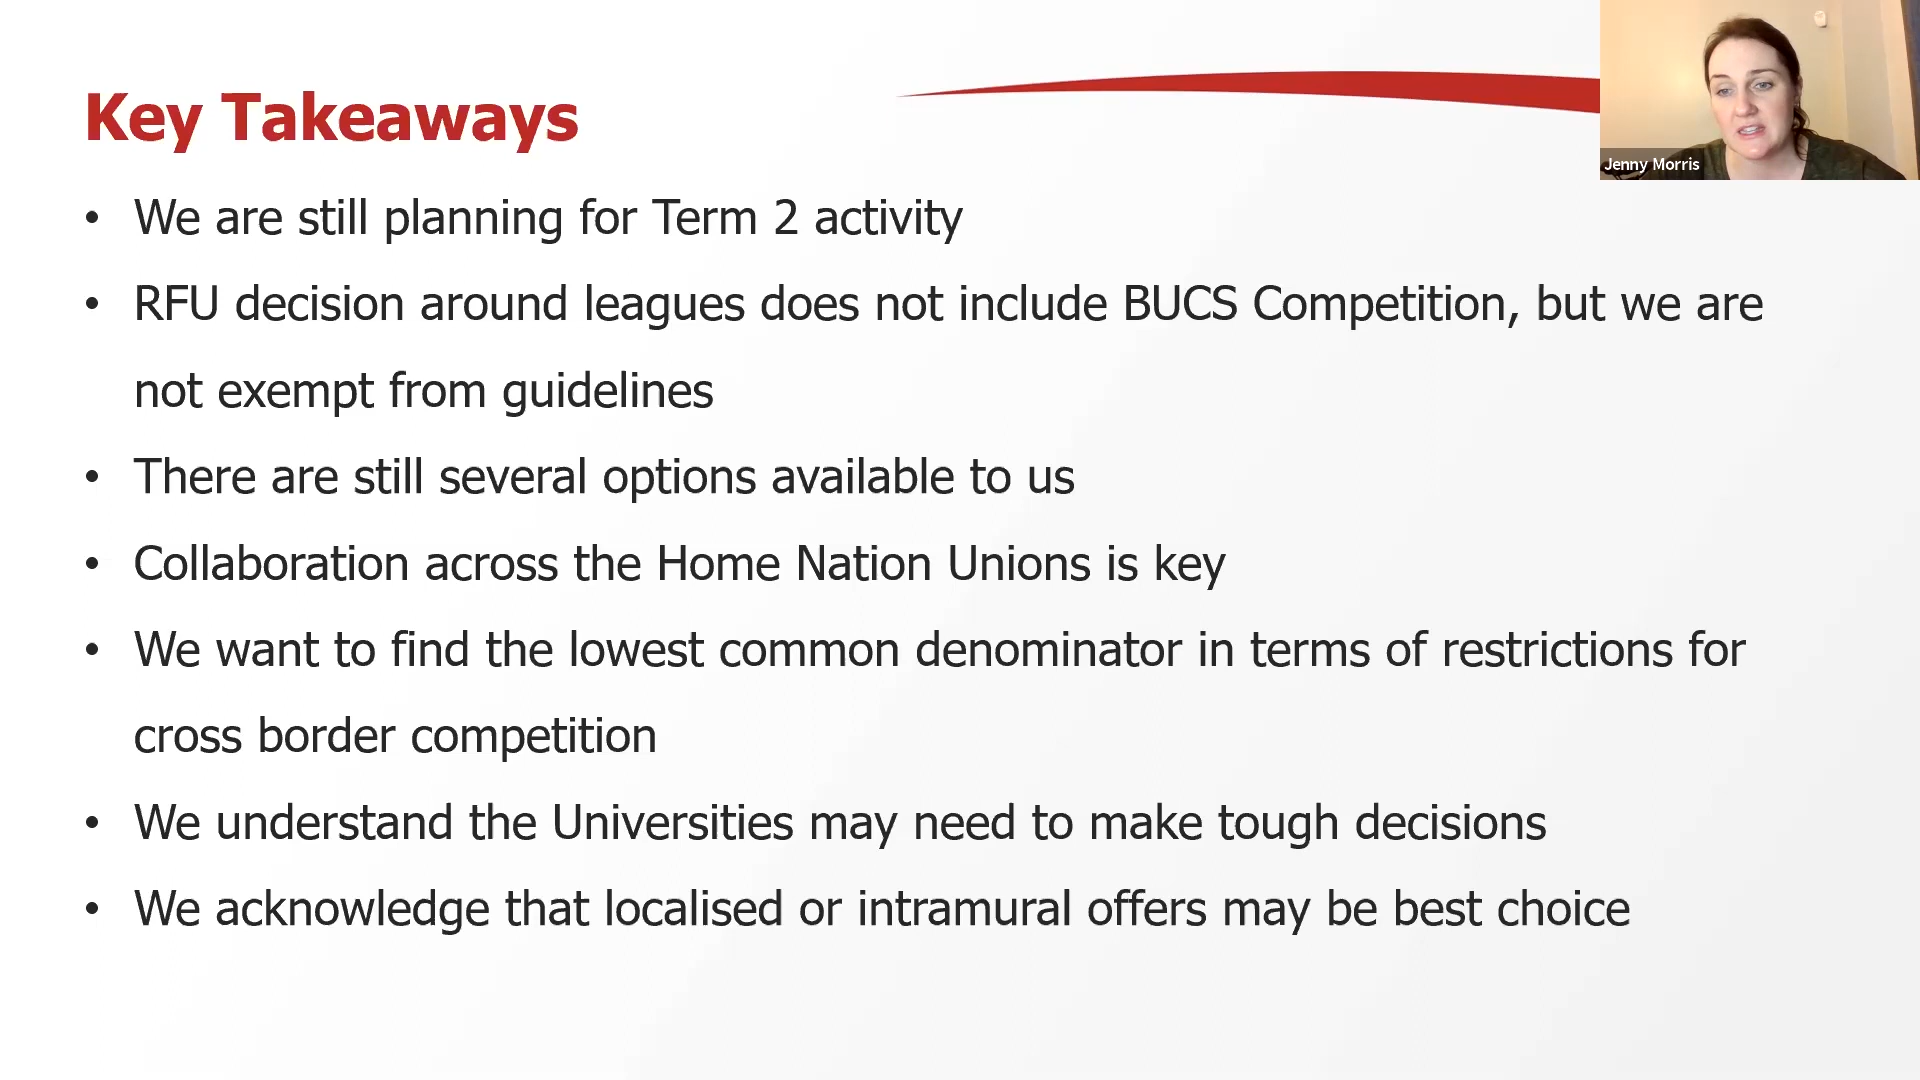 Key Takeaways
Jenny Morris
• We are still planning for Term 2 activity
• RFU decision around leagues does not include BUCS Competition, but we are
not exempt from guidelines
• There are still several options available to us
• Collaboration across the Home Nation Unions is key
• We want to find the lowest common denominator in terms of restrictions for
cross border competition
• We understand the Universities may need to make tough decisions
• We acknowledge that localised or intramural offers may be best choice